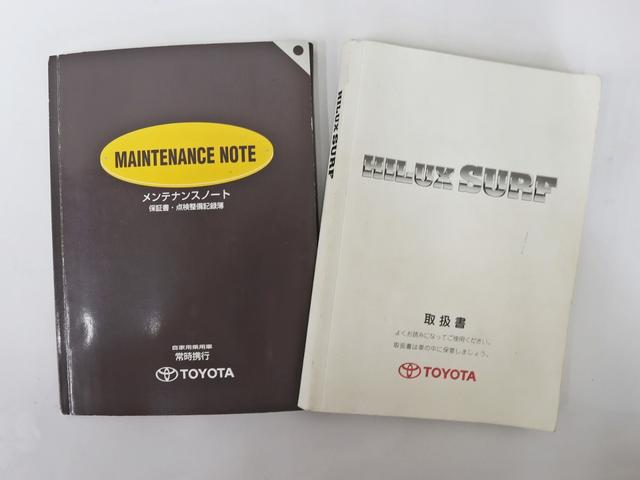 MAINTENANCE NOTE
メンテナンスノート
保証書・点検整備記録簿
自家用乗用車
常時携行
TOYOTA
HILUX SURF
HILUX SURF
取扱書
よくお読みになってご使用ください。
取扱書は車の中に保管しましょう。
TOYOTA